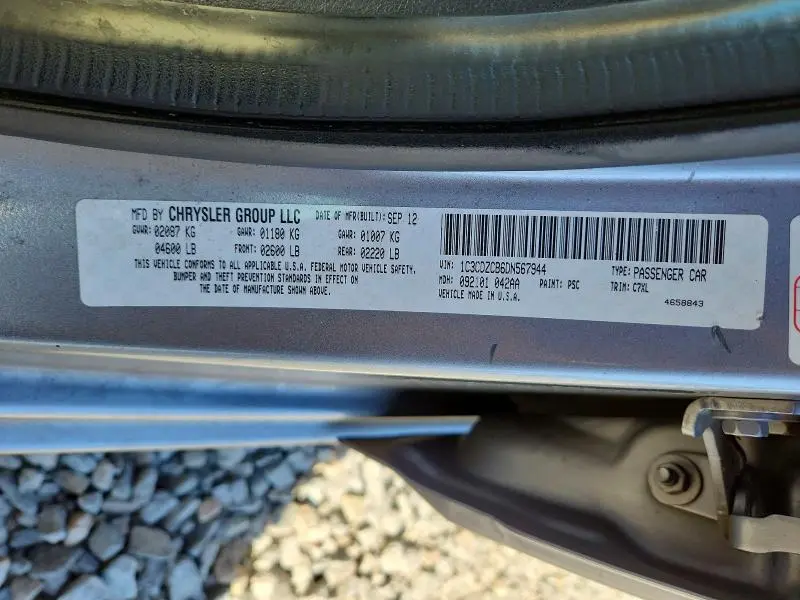 MFD BY CHRYSLER GROUP LLC DATE OF MFR(BUILT): SEP 12
GVWR: 02087 KG GAWR: 01180 KG GAWR: 01007 KG
04600 LB FRONT: 02600 LB REAR: 02220 LB
THIS VEHICLE CONFORMS TO ALL APPLICABLE U.S.A. FEDERAL MOTOR VEHICLE SAFETY,
BUMPER AND THEFT PREVENTION STANDARDS IN EFFECT ON
THE DATE OF MANUFACTURE SHOWN ABOVE.
VIN: 1C3CDZCB6DN567944 TYPE: PASSENGER CAR
MDH: 092101 042AA PAINT: PSC TRIM: C7XL
VEHICLE MADE IN U.S.A. 4658843